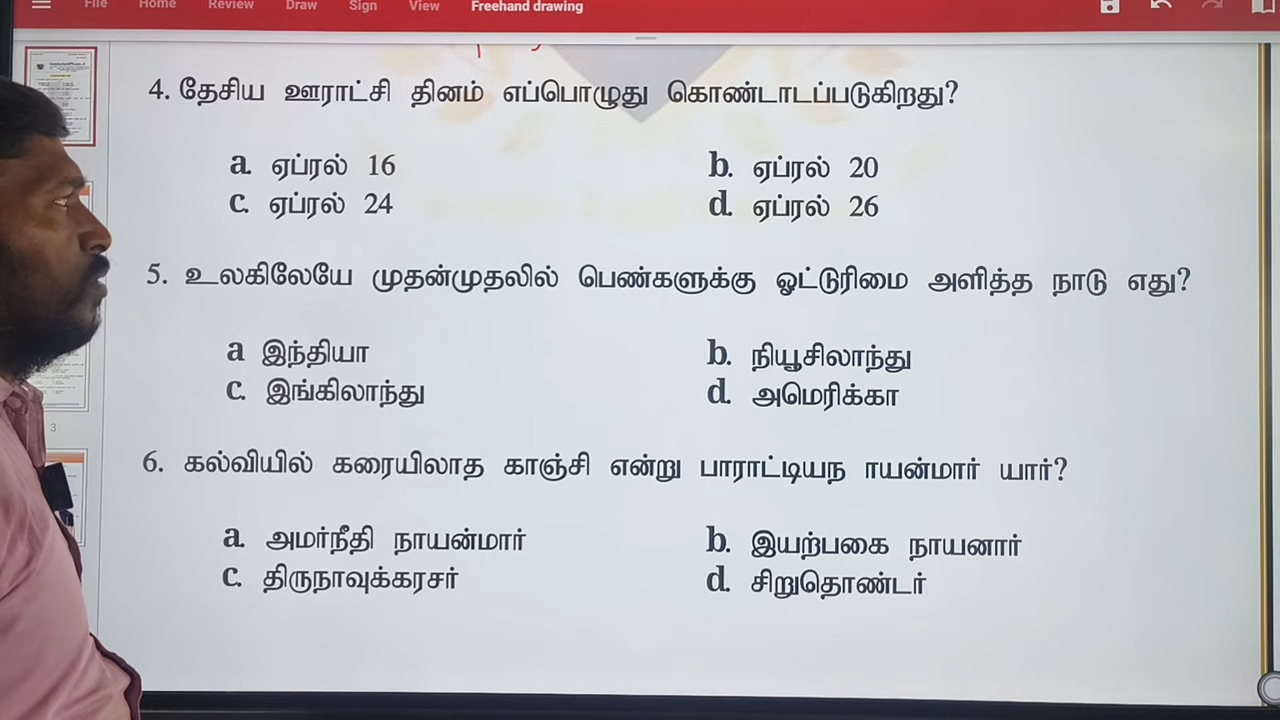 File Home Review Draw Sign View Freehand drawing
4. தேசிய ஊராட்சி தினம் எப்பொழுது கொண்டாடப்படுகிறது?
a. ஏப்ரல் 16 b. ஏப்ரல் 20
c. ஏப்ரல் 24 d. ஏப்ரல் 26
5. உலகிலேயே முதன்முதலில் பெண்களுக்கு ஓட்டுரிமை அளித்த நாடு எது?
a இந்தியா b. நியூசிலாந்து
c. இங்கிலாந்து d. அமெரிக்கா
6. கல்வியில் கரையிலாத காஞ்சி என்று பாராட்டியந ாயன்மார் யார்?
a. அமர்நீதி நாயன்மார் b. இயற்பகை நாயனார்
c. திருநாவுக்கரசர் d. சிறுதொண்டர்
3